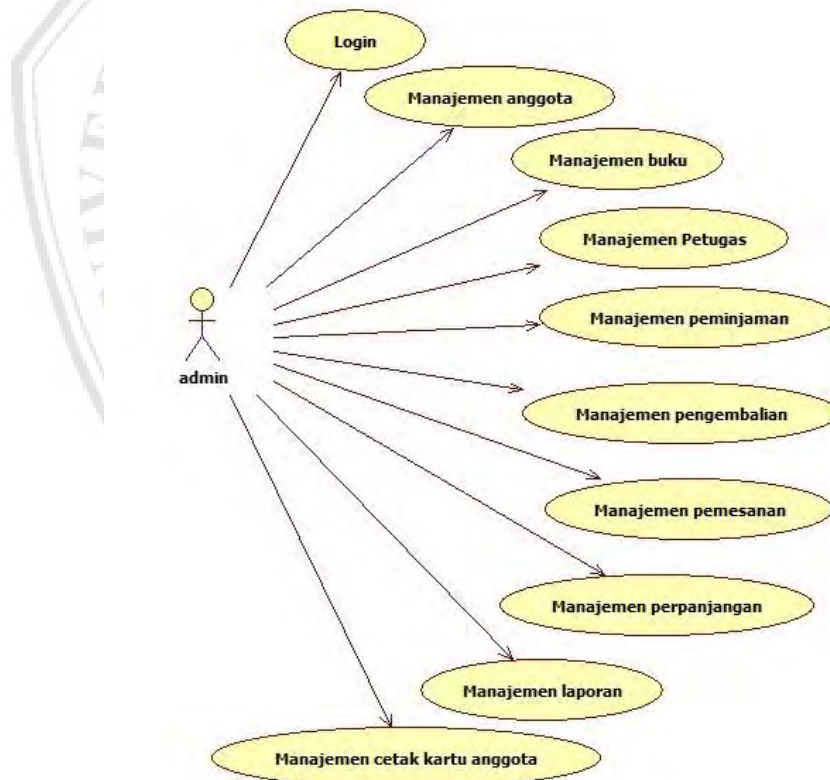 Login
Manajemen anggota
Manajemen buku
Manajemen Petugas
Manajemen peminjaman
admin
Manajemen pengembalian
Manajemen pemesanan
Manajemen perpanjangan
Manajemen laporan
Manajemen cetak kartu anggota